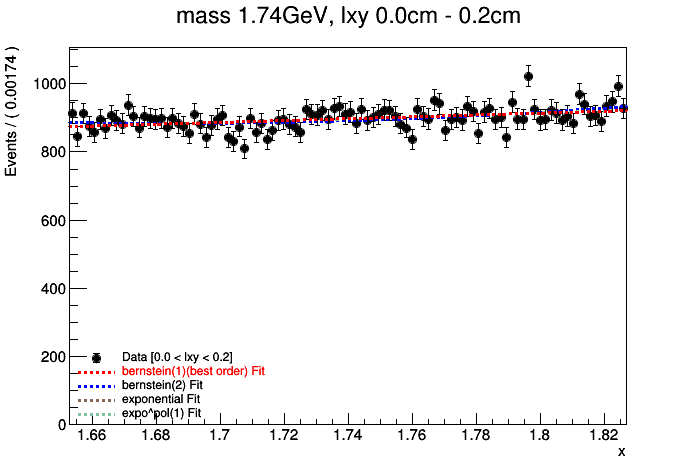 mass 1.74GeV, lxy 0.0cm - 0.2cm
Events / ( 0.00174 )
1000
800
600
400
200
0
Data [0.0 < lxy < 0.2]
bernstein(1)(best order) Fit
bernstein(2) Fit
exponential Fit
expo^pol(1) Fit
1.66 1.68 1.7 1.72 1.74 1.76 1.78 1.8 1.82
x